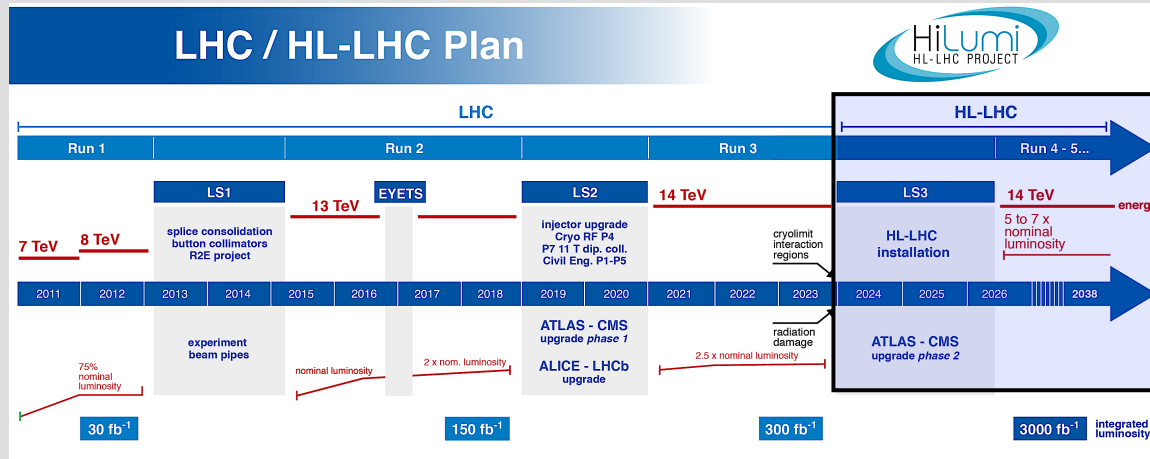 LHC / HL-LHC Plan
HiLumi
HL-LHC PROJECT
LHC
HL-LHC
Run 1
Run 2
Run 3
Run 4 - 5...
LS1
EYETS
LS2
LS3
7 TeV
8 TeV
13 TeV
14 TeV
14 TeV
energ
splice consolidation
button collimators
R2E project
injector upgrade
Cryo RF P4
P7 11 T dip. coll.
Civil Eng. P1-P5
cryolimit
interaction
regions
HL-LHC
installation
5 to 7 x
nominal
luminosity
2011
2012
2013
2014
2015
2016
2017
2018
2019
2020
2021
2022
2023
2024
2025
2026
2038
experiment
beam pipes
ATLAS - CMS
upgrade phase 1
ALICE - LHCb
upgrade
radiation
damage
ATLAS - CMS
upgrade phase 2
75%
nominal
luminosity
nominal luminosity
2 x nom. luminosity
2.5 x nominal luminosity
30 fb⁻¹
150 fb⁻¹
300 fb⁻¹
3000 fb⁻¹
integrated
luminosity